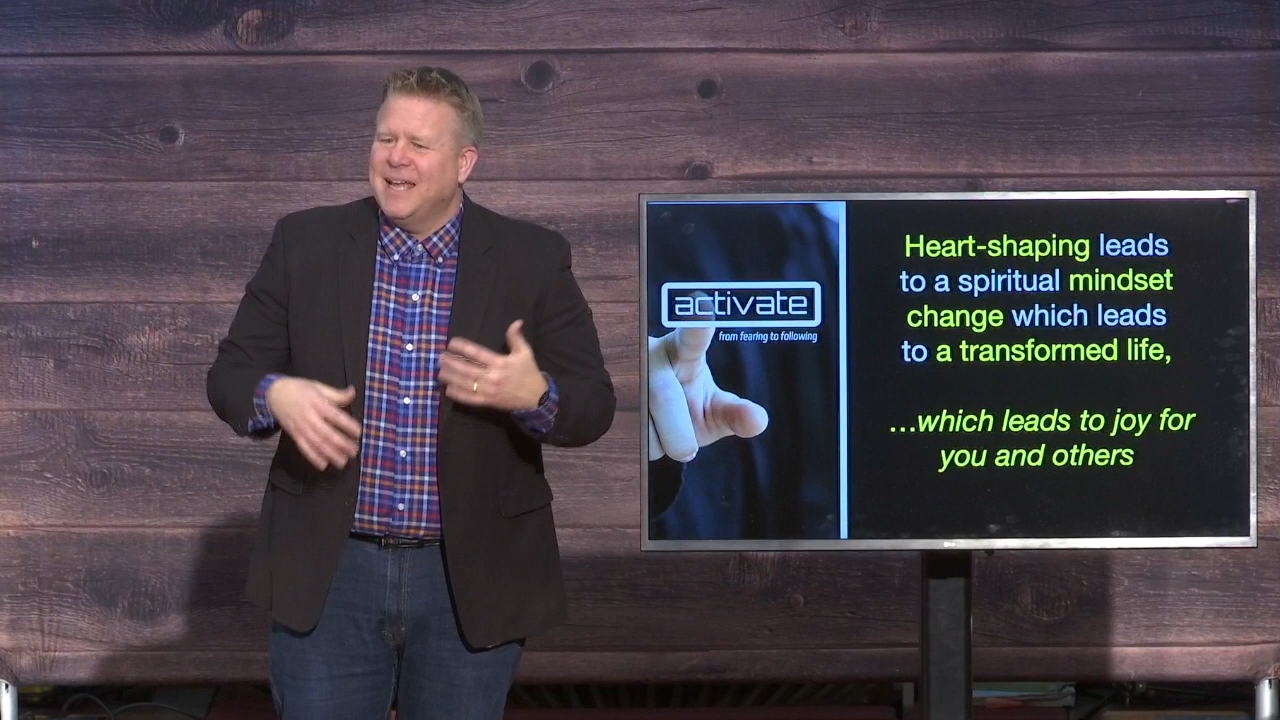 activate
from fearing to following
Heart-shaping leads
to a spiritual mindset
change which leads
to a transformed life,
...which leads to joy for
you and others